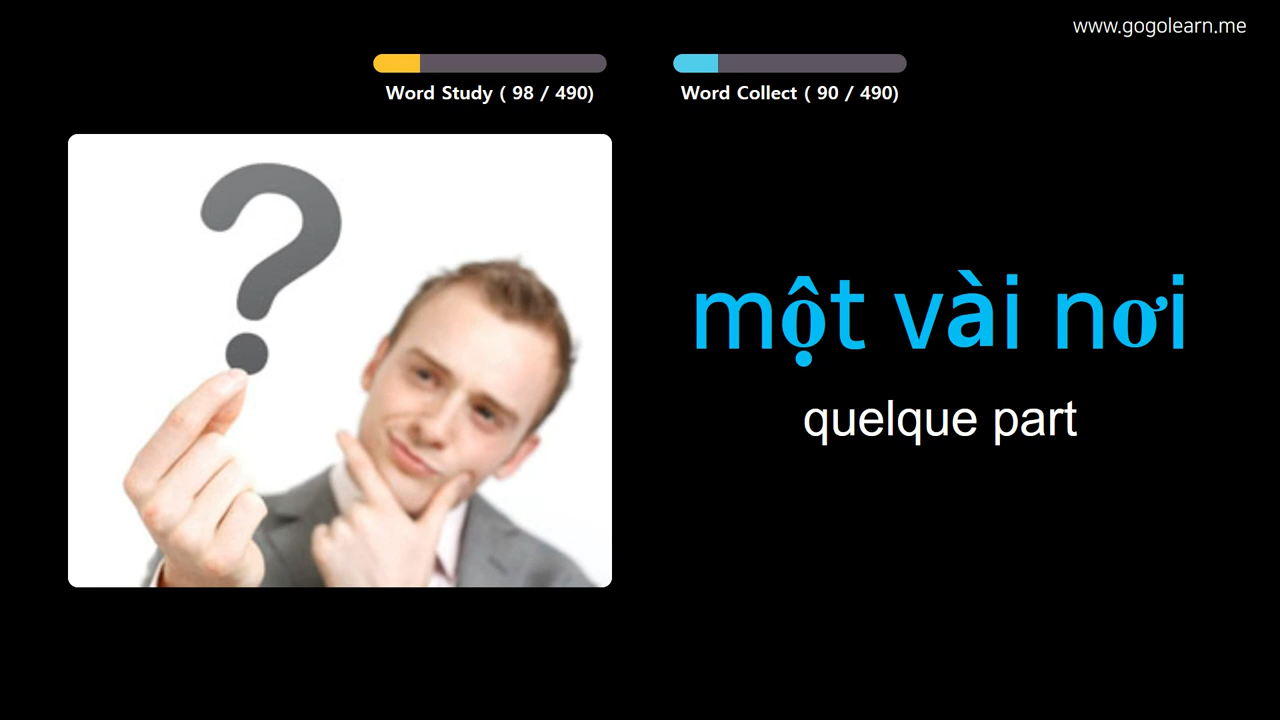 www.gogolearn.me
Word Study ( 98 / 490)
Word Collect ( 90 / 490)
một vài nơi
quelque part